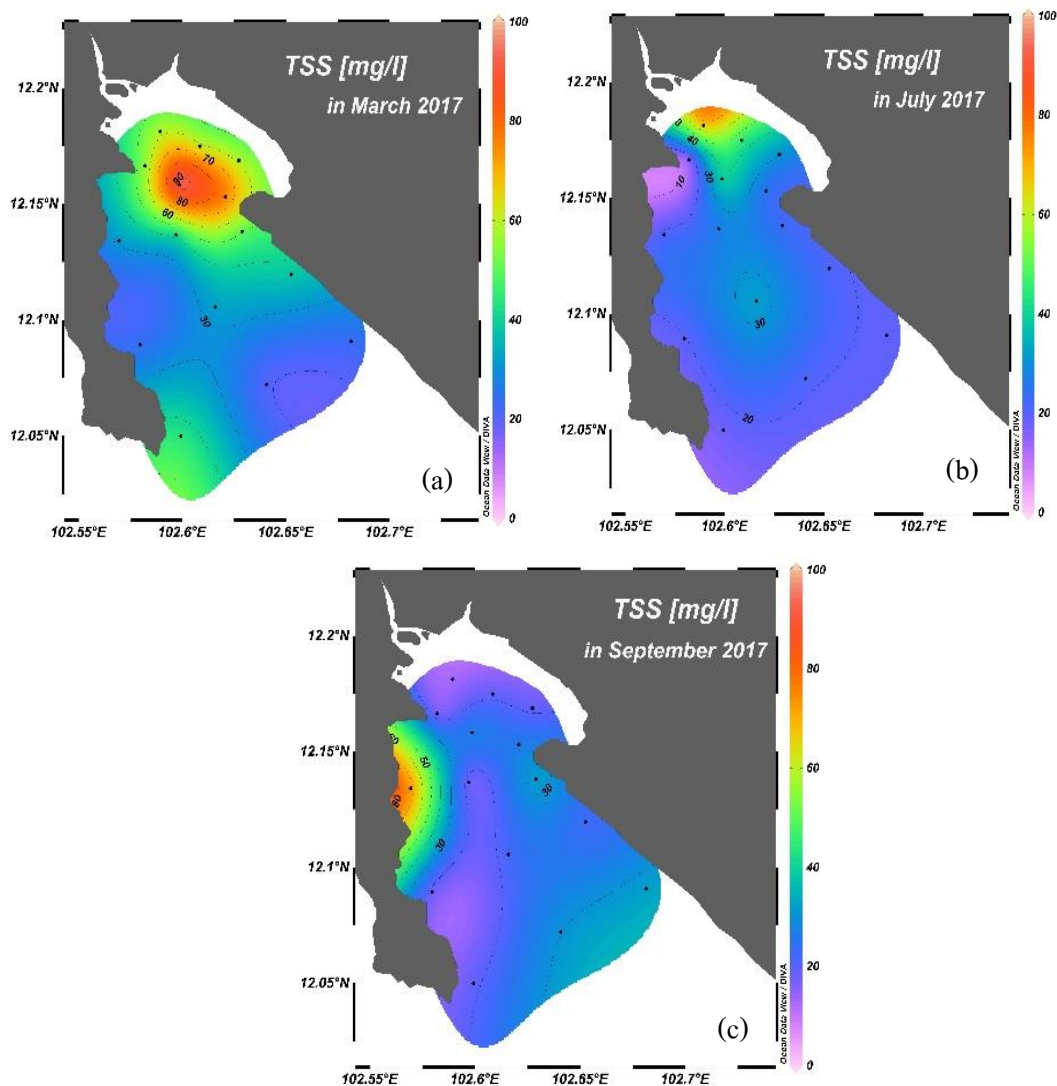 TSS [mg/l]
in March 2017
12.2°N
12.15°N
12.1°N
12.05°N
102.55°E 102.6°E 102.65°E 102.7°E
70
80
60
30
100
80
60
40
20
0
Ocean Data View / DIVA
(a)
TSS [mg/l]
in July 2017
12.2°N
12.15°N
12.1°N
12.05°N
102.55°E 102.6°E 102.65°E 102.7°E
40
30
10
30
20
100
80
60
40
20
0
Ocean Data View / DIVA
(b)
TSS [mg/l]
in September 2017
12.2°N
12.15°N
12.1°N
12.05°N
102.55°E 102.6°E 102.65°E 102.7°E
50
80
30
30
100
80
60
40
20
0
Ocean Data View / DIVA
(c)